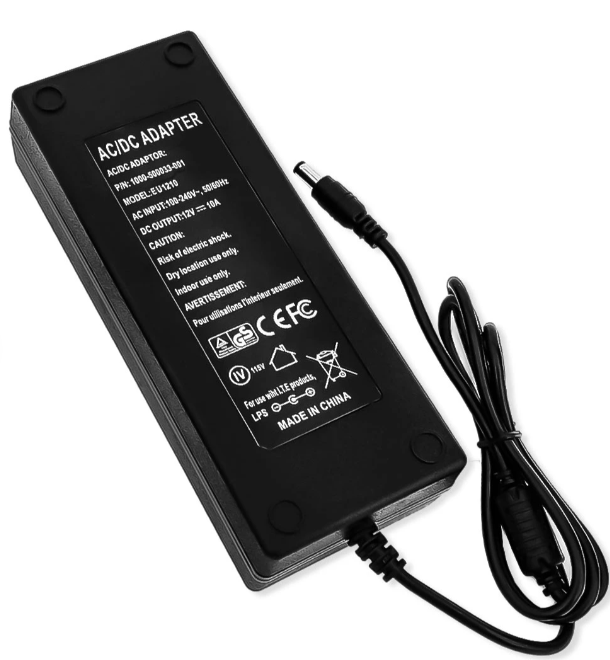 AC/DC ADAPTER
AC/DC ADAPTOR:
P/N: 1000-500033-001
MODEL: EU1210
AC INPUT:100-240V~, 50/60Hz
DC OUTPUT:12V ⎓ 10A
CAUTION:
Risk of electric shock.
Dry location use only.
Indoor use only.
AVERTISSEMENT:
Pour utilisations l'interieur seulement.
GS CE FC
IV 115V
For use wiht L.T.E products,
LPS
MADE IN CHINA